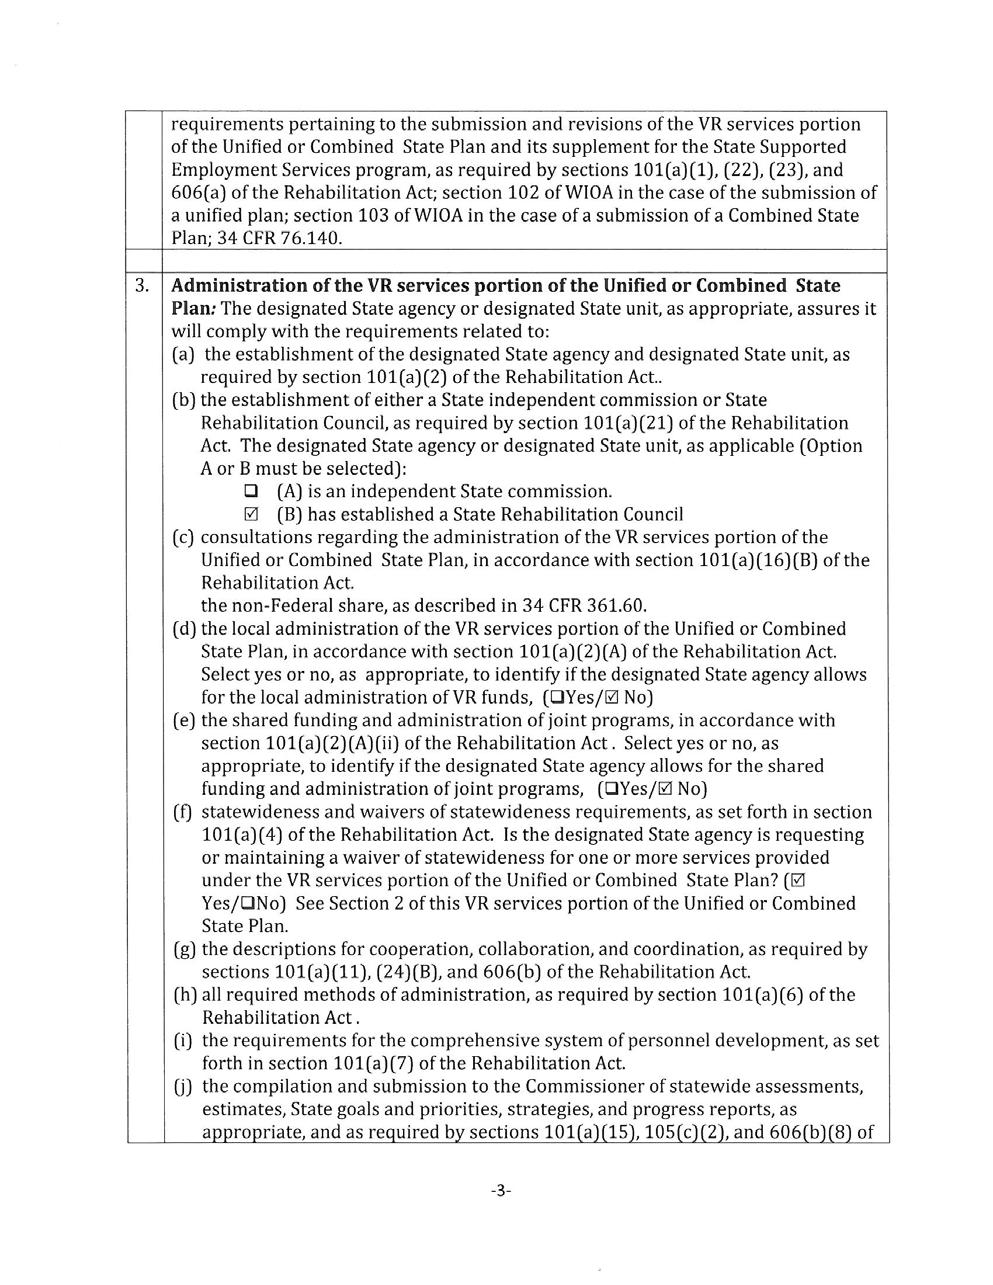 requirements pertaining to the submission and revisions of the VR services portion
of the Unified or Combined  State Plan and its supplement for the State Supported
Employment Services program, as required by sections 101(a)(1), (22), (23), and
606(a) of the Rehabilitation Act; section 102 of WIOA in the case of the submission of
a unified plan; section 103 of WIOA in the case of a submission of a Combined State
Plan; 34 CFR 76.140.
3. Administration of the VR services portion of the Unified or Combined  State
Plan: The designated State agency or designated State unit, as appropriate, assures it
will comply with the requirements related to:
(a)  the establishment of the designated State agency and designated State unit, as
required by section 101(a)(2) of the Rehabilitation Act..
(b) the establishment of either a State independent commission or State
Rehabilitation Council, as required by section 101(a)(21) of the Rehabilitation
Act.  The designated State agency or designated State unit, as applicable (Option
A or B must be selected):
❑ (A) is an independent State commission.
☑ (B) has established a State Rehabilitation Council
(c) consultations regarding the administration of the VR services portion of the
Unified or Combined  State Plan, in accordance with section 101(a)(16)(B) of the
Rehabilitation Act.
the non-Federal share, as described in 34 CFR 361.60.
(d) the local administration of the VR services portion of the Unified or Combined
State Plan, in accordance with section 101(a)(2)(A) of the Rehabilitation Act.
Select yes or no, as  appropriate, to identify if the designated State agency allows
for the local administration of VR funds,  (❑Yes/☑ No)
(e) the shared funding and administration of joint programs, in accordance with
section 101(a)(2)(A)(ii) of the Rehabilitation Act .  Select yes or no, as
appropriate, to identify if the designated State agency allows for the shared
funding and administration of joint programs,   (❑Yes/☑ No)
(f)  statewideness and waivers of statewideness requirements, as set forth in section
101(a)(4) of the Rehabilitation Act.  Is the designated State agency is requesting
or maintaining a waiver of statewideness for one or more services provided
under the VR services portion of the Unified or Combined  State Plan? (☑
Yes/❑No)  See Section 2 of this VR services portion of the Unified or Combined
State Plan.
(g) the descriptions for cooperation, collaboration, and coordination, as required by
sections 101(a)(11), (24)(B), and 606(b) of the Rehabilitation Act.
(h) all required methods of administration, as required by section 101(a)(6) of the
Rehabilitation Act .
(i)  the requirements for the comprehensive system of personnel development, as set
forth in section 101(a)(7) of the Rehabilitation Act.
(j)  the compilation and submission to the Commissioner of statewide assessments,
estimates, State goals and priorities, strategies, and progress reports, as
appropriate, and as required by sections 101(a)(15), 105(c)(2), and 606(b)(8) of
-3-